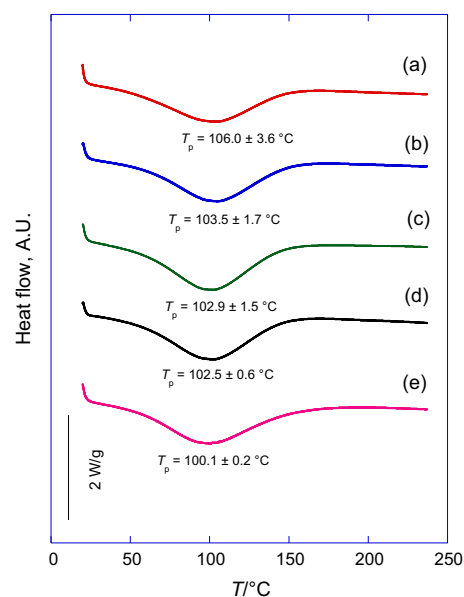 (a)
Tp = 106.0 ± 3.6 °C
(b)
Tp = 103.5 ± 1.7 °C
(c)
Tp = 102.9 ± 1.5 °C
(d)
Tp = 102.5 ± 0.6 °C
(e)
Tp = 100.1 ± 0.2 °C
2 W/g
Heat flow, A.U.
0 50 100 150 200 250
T/°C